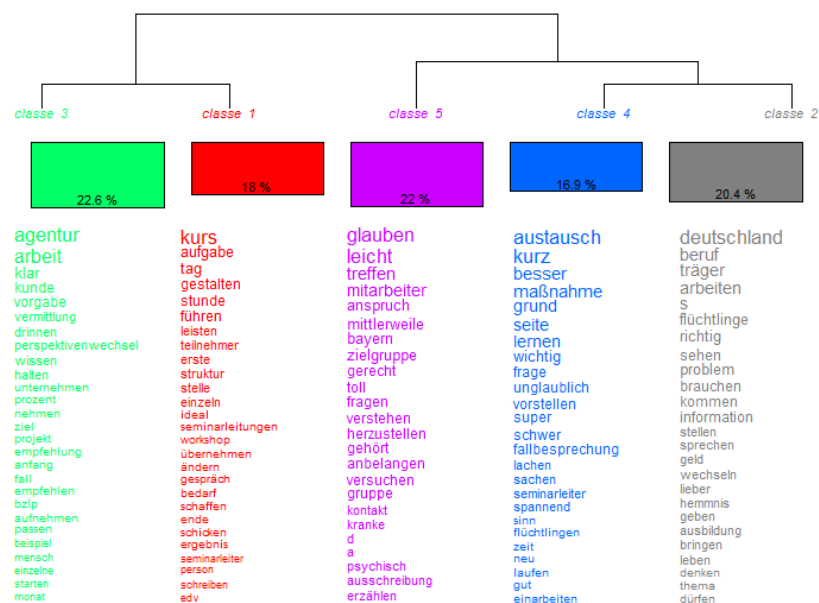 classe 3
classe 1
classe 5
classe 4
classe 2
22.6 %
18 %
22 %
16.9 %
20.4 %
agentur
arbeit
klar
kunde
vorgabe
vermittlung
drinnen
perspektivenwechsel
wissen
halten
unternehmen
prozent
nehmen
ziel
projekt
empfehlung
anfang
fall
empfehlen
bzlp
aufnehmen
passen
beispiel
mensch
einzelne
starten
monat
kurs
aufgabe
tag
gestalten
stunde
führen
leisten
teilnehmer
erste
struktur
stelle
einzeln
ideal
seminarleitungen
workshop
übernehmen
ändern
gespräch
bedarf
schaffen
ende
schicken
ergebnis
seminarleiter
person
schreiben
edv
glauben
leicht
treffen
mitarbeiter
anspruch
mittlerweile
bayern
zielgruppe
gerecht
toll
fragen
verstehen
herzustellen
gehört
anbelangen
versuchen
gruppe
kontakt
kranke
d
a
psychisch
ausschreibung
erzählen
austausch
kurz
besser
maßnahme
grund
seite
lernen
wichtig
frage
unglaublich
vorstellen
super
schwer
fallbesprechung
lachen
sachen
seminarleiter
spannend
sinn
flüchtlingen
zeit
neu
laufen
gut
einarbeiten
deutschland
beruf
träger
arbeiten
s
flüchtlinge
richtig
sehen
problem
brauchen
kommen
information
stellen
sprechen
geld
wechseln
lieber
hemmnis
geben
ausbildung
bringen
leben
denken
thema
dürfen